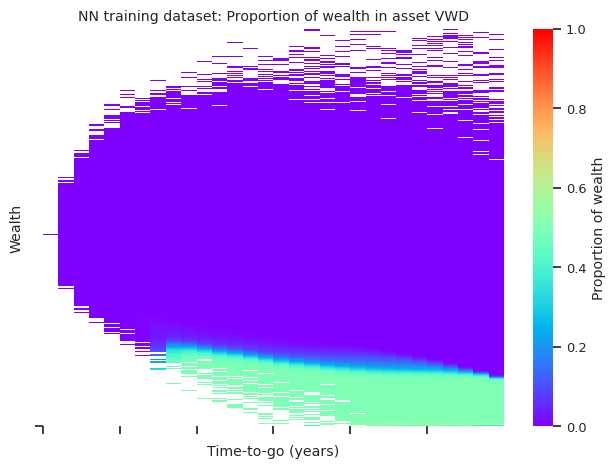 NN training dataset: Proportion of wealth in asset VWD
1.0
0.8
0.6
0.4
0.2
0.0
Proportion of wealth
Wealth
Time-to-go (years)